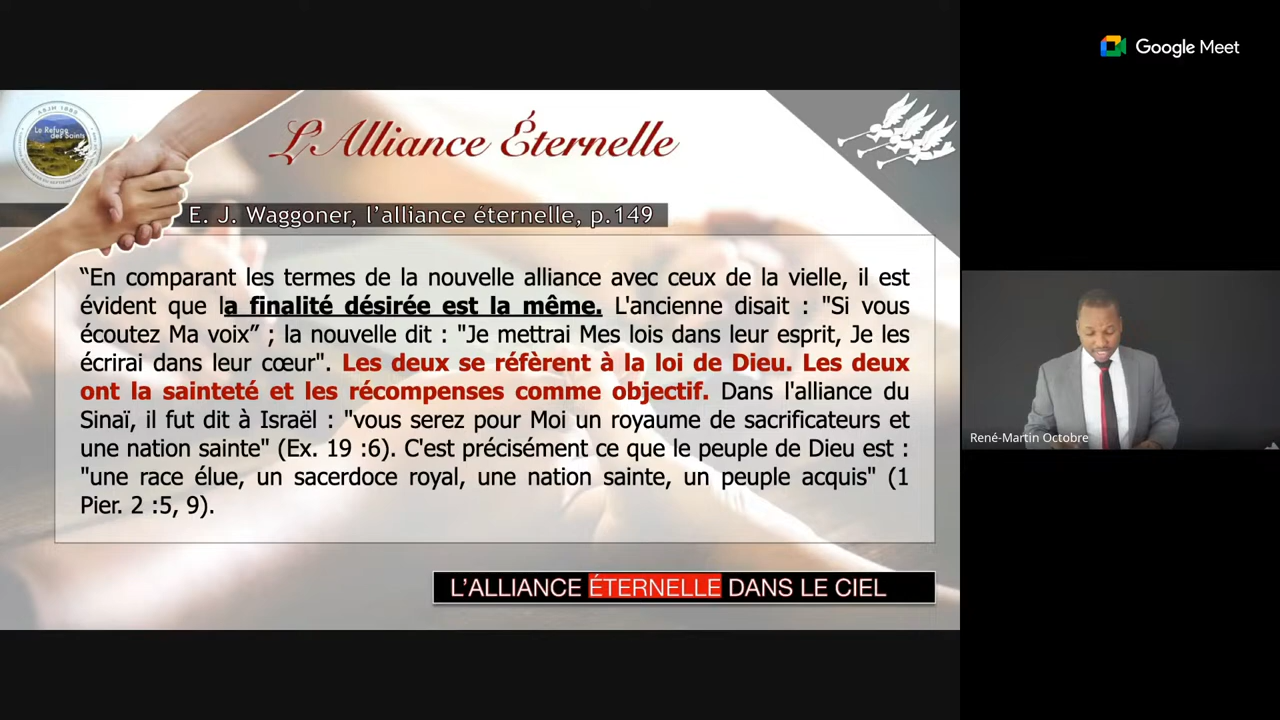 Google Meet
ASJM 1888
Le Refuge
des Saints
L'Alliance Éternelle
E. J. Waggoner, l'alliance éternelle, p.149
“En comparant les termes de la nouvelle alliance avec ceux de la vielle, il est
évident que la finalité désirée est la même. L'ancienne disait : "Si vous
écoutez Ma voix” ; la nouvelle dit : "Je mettrai Mes lois dans leur esprit, Je les
écrirai dans leur cœur". Les deux se réfèrent à la loi de Dieu. Les deux
ont la sainteté et les récompenses comme objectif. Dans l'alliance du
Sinaï, il fut dit à Israël : "vous serez pour Moi un royaume de sacrificateurs et
une nation sainte" (Ex. 19 :6). C'est précisément ce que le peuple de Dieu est :
"une race élue, un sacerdoce royal, une nation sainte, un peuple acquis" (1
Pier. 2 :5, 9).
René-Martin Octobre
L’ALLIANCE ÉTERNELLE DANS LE CIEL